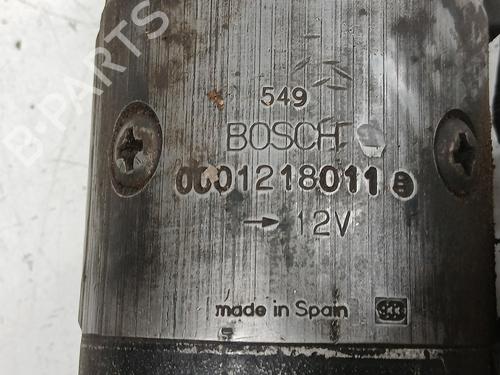 B-PARTS
549
BOSCH
0001218011
→ 12V
made in Spain